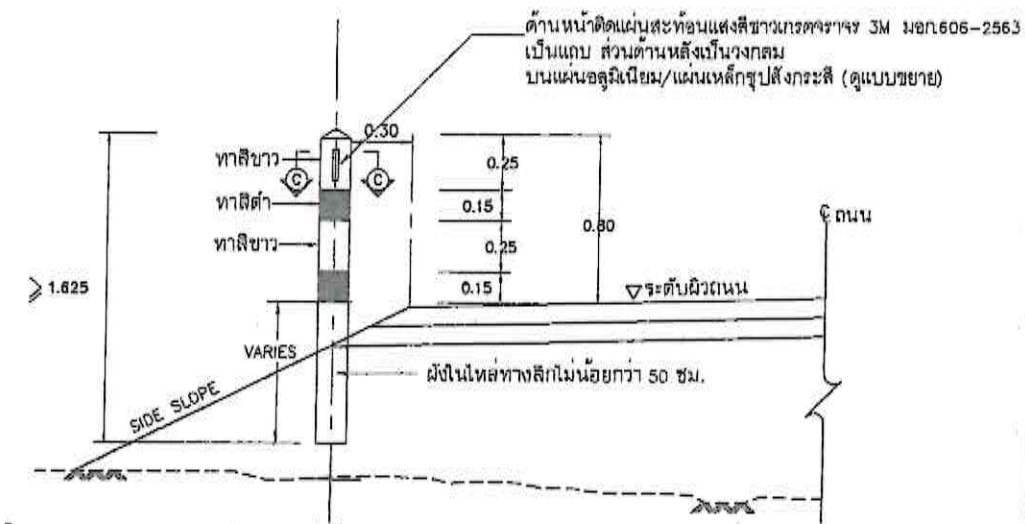 ด้านหน้าติดแผ่นสะท้อนแสงสีขาวเกรดจราจร 3M มอก.606-2563
เป็นแถบ ส่วนด้านหลังเป็นวงกลม
บนแผ่นอลูมิเนียม/แผ่นเหล็กชุปสังกะสี (ดูแบบขยาย)
0.30
ทาสีขาว
C
C
0.25
ทาสีดำ
0.15
0.80
ทาสีขาว
0.25
℄ ถนน
1.625
0.15
ระดับผิวถนน
VARIES
ฝังในไหล่ทางลึกไม่น้อยกว่า 50 ซม.
SIDE SLOPE